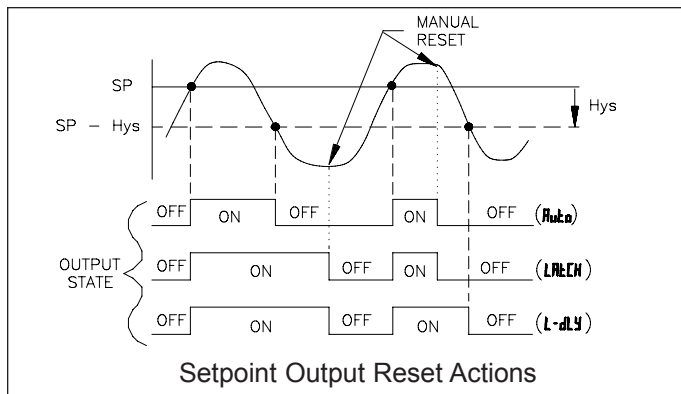 MANUAL
RESET
SP
SP - Hys
Hys
OFF ON OFF ON OFF (Auto)
OUTPUT
STATE
OFF ON OFF ON OFF (LAtCH)
OFF ON OFF ON OFF (L-dLY)
Setpoint Output Reset Actions